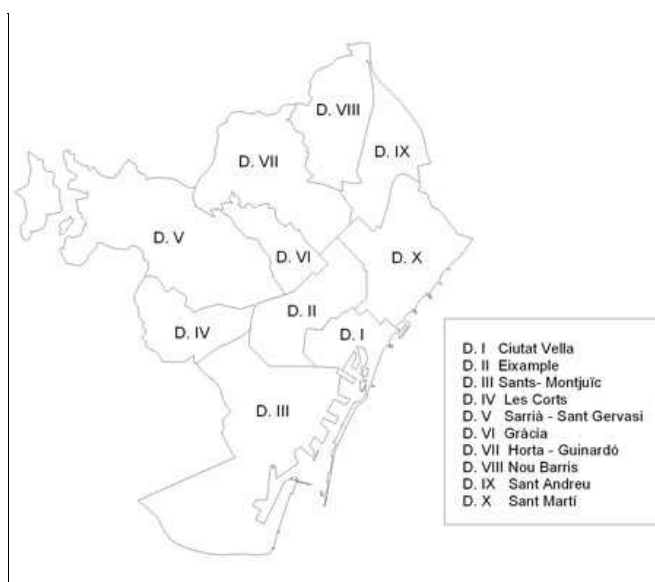 D. VIII
D. VII
D. IX
D. V
D. VI
D. X
D. II
D. IV
D. I
D. III
D. I Ciutat Vella
D. II Eixample
D. III Sants- Montjuïc
D. IV Les Corts
D. V Sarrià - Sant Gervasi
D. VI Gràcia
D. VII Horta - Guinardó
D. VIII Nou Barris
D. IX Sant Andreu
D. X Sant Martí